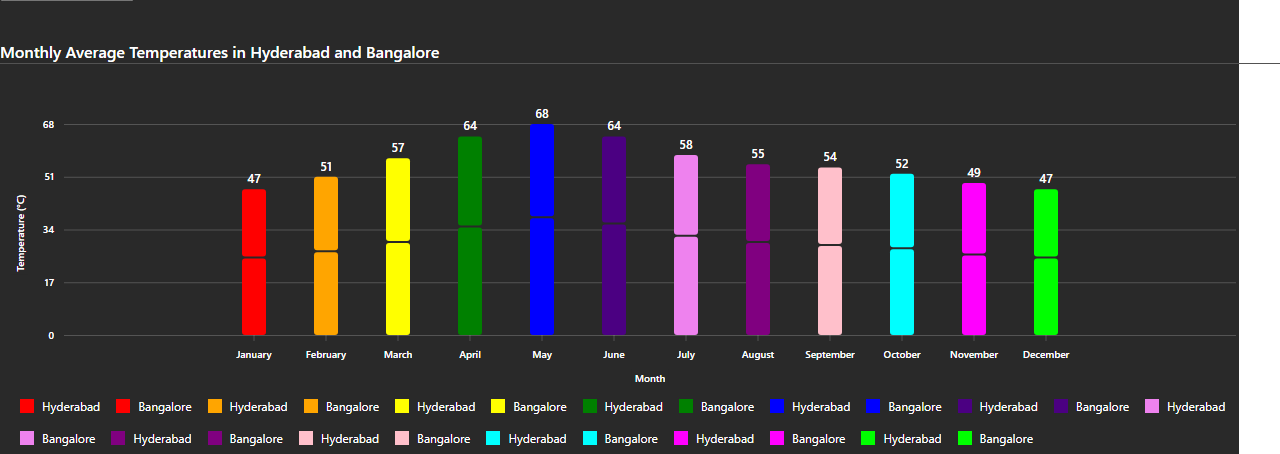 Monthly Average Temperatures in Hyderabad and Bangalore
68
64
64
68
58
57
55
54
52
51
51
49
47
47
34
17
0
Temperature (°C)
January February March April May June July August September October November December
Month
Hyderabad Bangalore Hyderabad Bangalore Hyderabad Bangalore Hyderabad Bangalore Hyderabad Bangalore Hyderabad Bangalore Hyderabad
Bangalore Hyderabad Bangalore Hyderabad Bangalore Hyderabad Bangalore Hyderabad Bangalore Hyderabad Bangalore